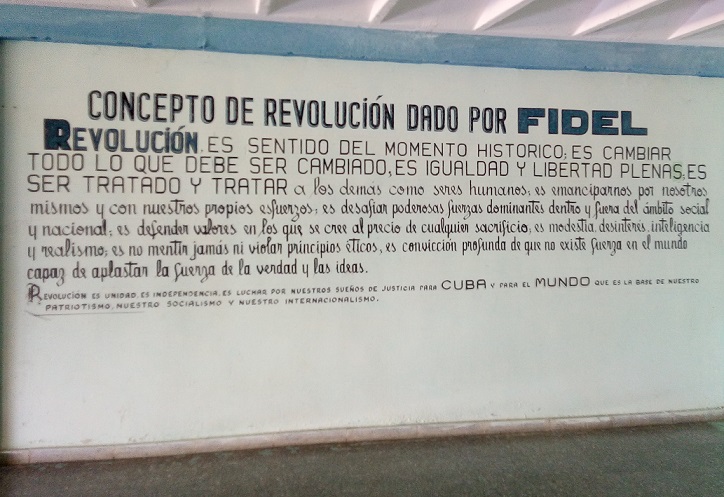 CONCEPTO DE REVOLUCIÓN DADO POR FIDEL
REVOLUCIÓN, ES SENTIDO DEL MOMENTO HISTORICO; ES CAMBIAR
TODO LO QUE DEBE SER CAMBIADO, ES IGUALDAD Y LIBERTAD PLENAS, ES
SER TRATADO Y TRATAR a los demás como seres humanos; es emanciparnos por nosotros
mismos y con nuestros propios esfuerzos; es desafiar poderosas fuerzas dominantes dentro y fuera del ámbito social
y nacional; es defender valores en los que se cree al precio de cualquier sacrificio; es modestia, desinterés, inteligencia
y realismo; es no mentir jamás ni violar principios éticos, es convicción profunda de que no existe fuerza en el mundo
capaz de aplastar la fuerza de la verdad y las ideas.
REVOLUCIÓN ES UNIDAD, ES INDEPENDENCIA, ES LUCHAR POR NUESTROS SUEÑOS DE JUSTICIA PARA CUBA Y PARA EL MUNDO QUE ES LA BASE DE NUESTRO
PATRIOTISMO, NUESTRO SOCIALISMO Y NUESTRO INTERNACIONALISMO.